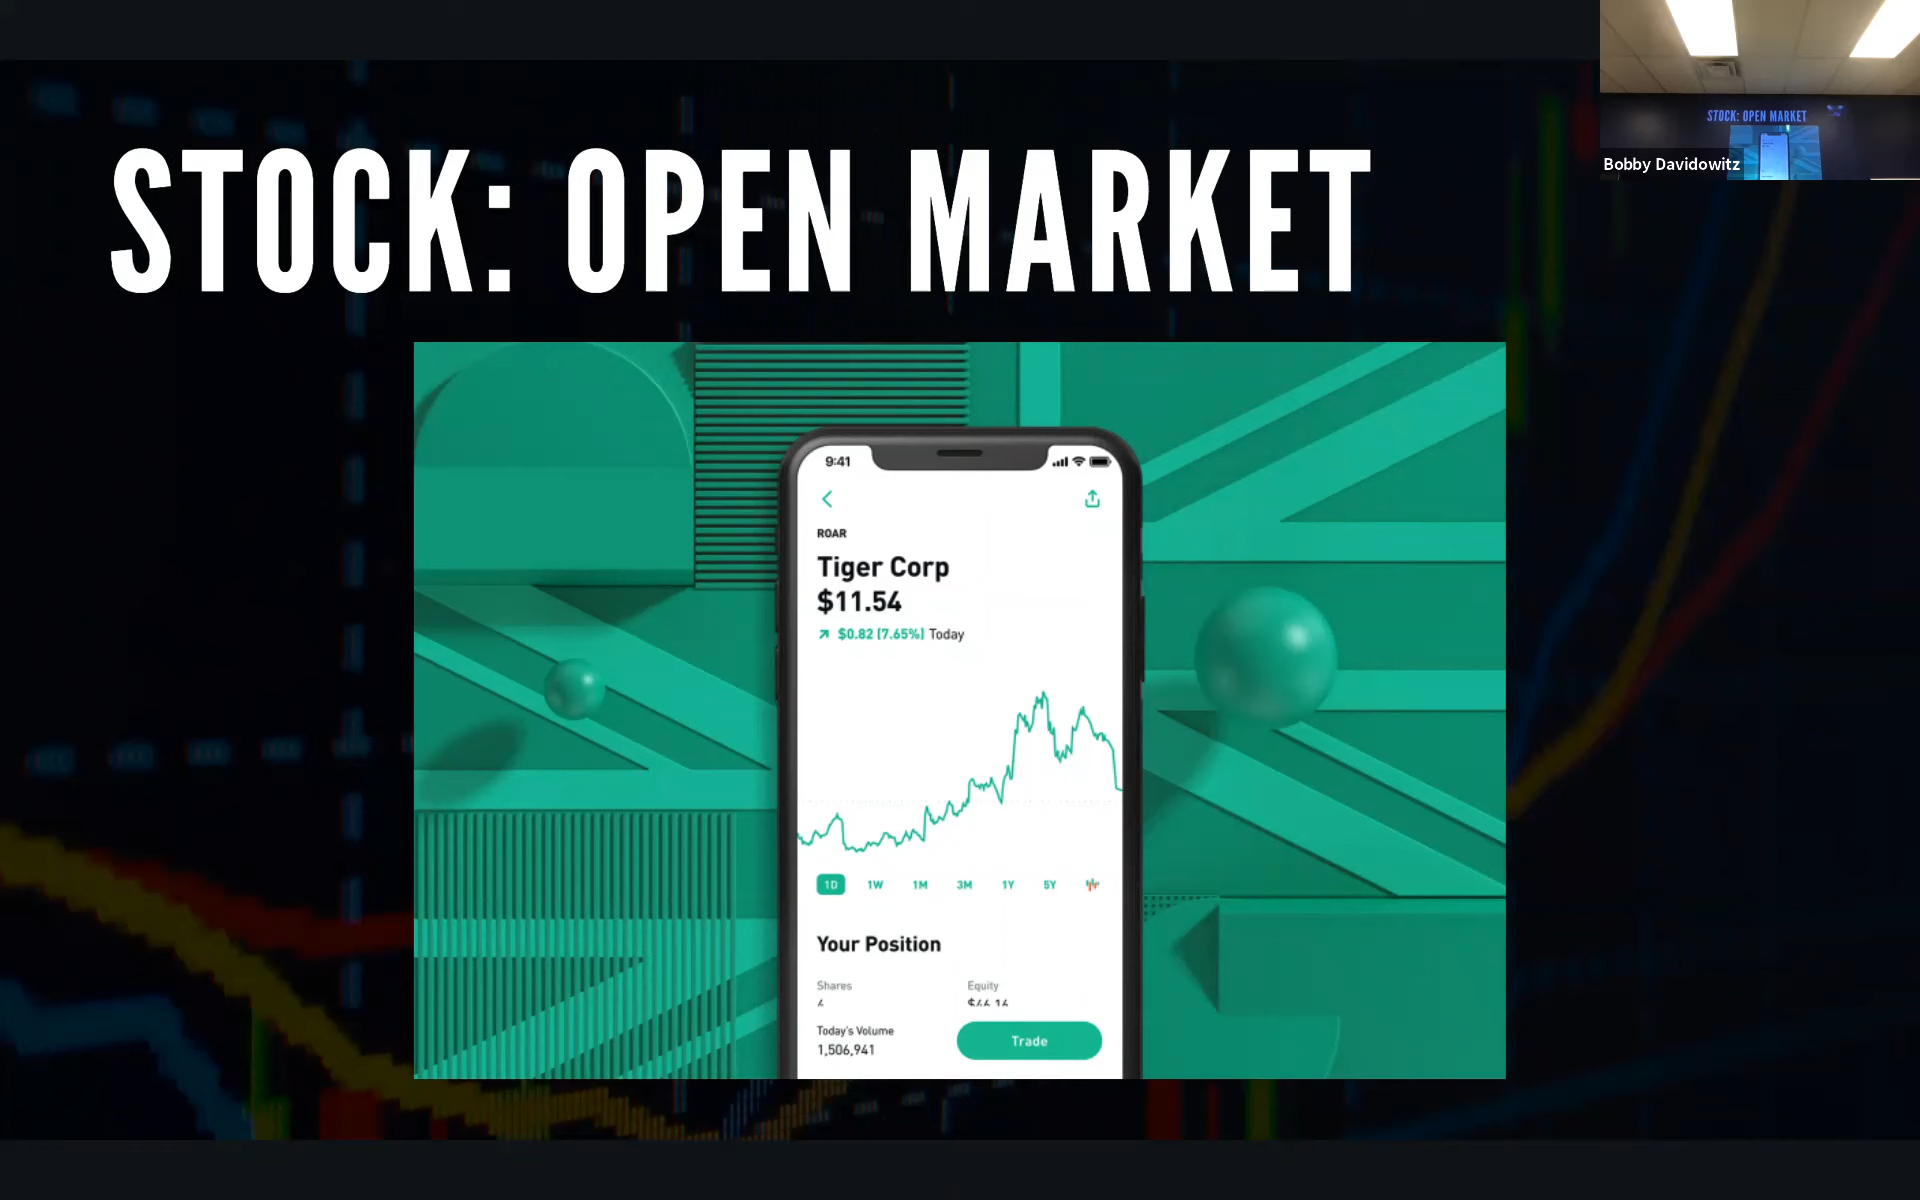 STOCK: OPEN MARKET
STOCK: OPEN MARKET
Bobby Davidowitz
9:41
ROAR
Tiger Corp
$11.54
$0.82 (7.65%) Today
1D 1W 1M 3M 1Y 5Y
Your Position
Shares Equity
Today's Volume
1,506,941
Trade